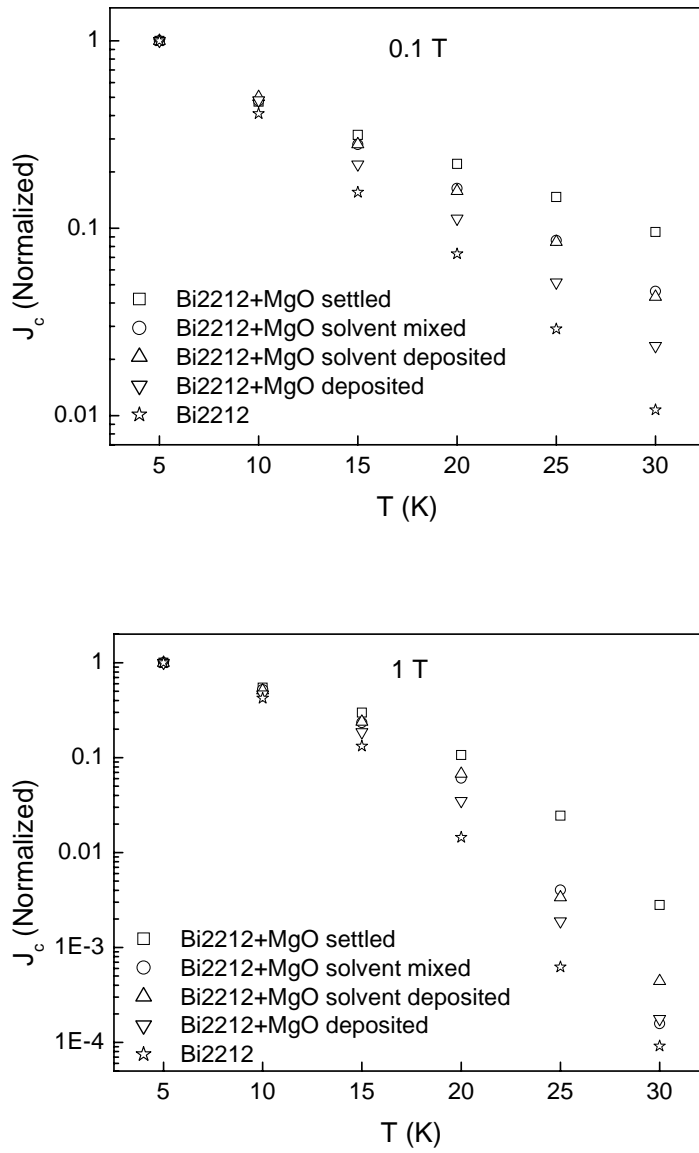 0.1 T
1
0.1
0.01
J_c (Normalized)
Bi2212+MgO settled
Bi2212+MgO solvent mixed
Bi2212+MgO solvent deposited
Bi2212+MgO deposited
Bi2212
5 10 15 20 25 30
T (K)
1 T
1
0.1
0.01
1E-3
1E-4
J_c (Normalized)
Bi2212+MgO settled
Bi2212+MgO solvent mixed
Bi2212+MgO solvent deposited
Bi2212+MgO deposited
Bi2212
5 10 15 20 25 30
T (K)